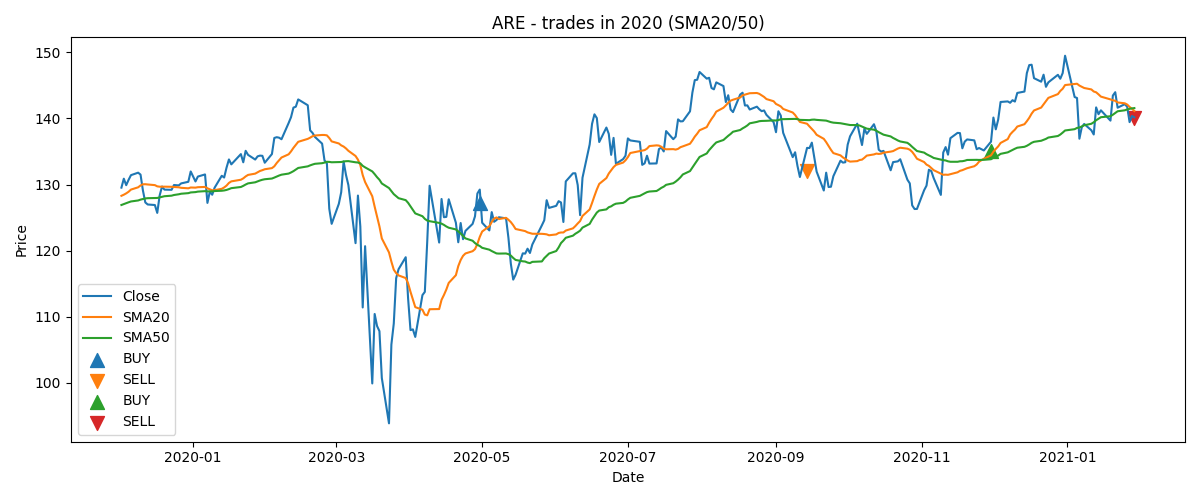 ARE - trades in 2020 (SMA20/50)
Price
150
140
130
120
110
100
Close
SMA20
SMA50
BUY
SELL
BUY
SELL
2020-01
2020-03
2020-05
2020-07
2020-09
2020-11
2021-01
Date